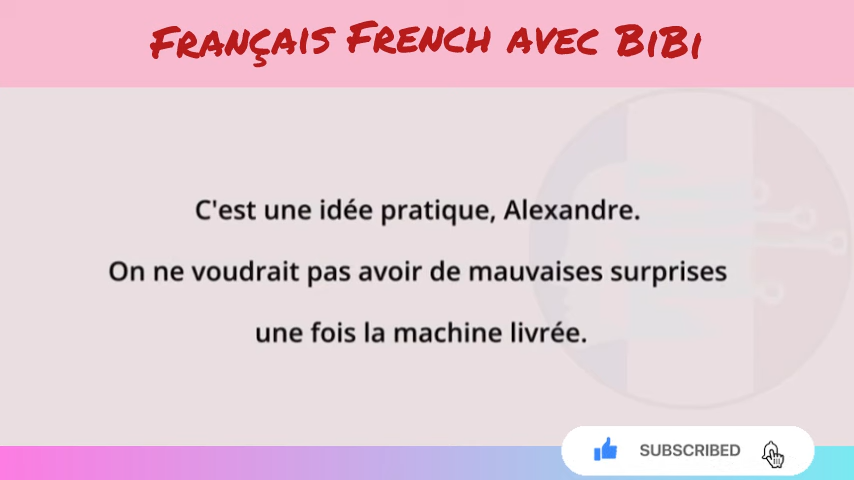 Français French avec BiBi
C'est une idée pratique, Alexandre.
On ne voudrait pas avoir de mauvaises surprises
une fois la machine livrée.
SUBSCRIBED